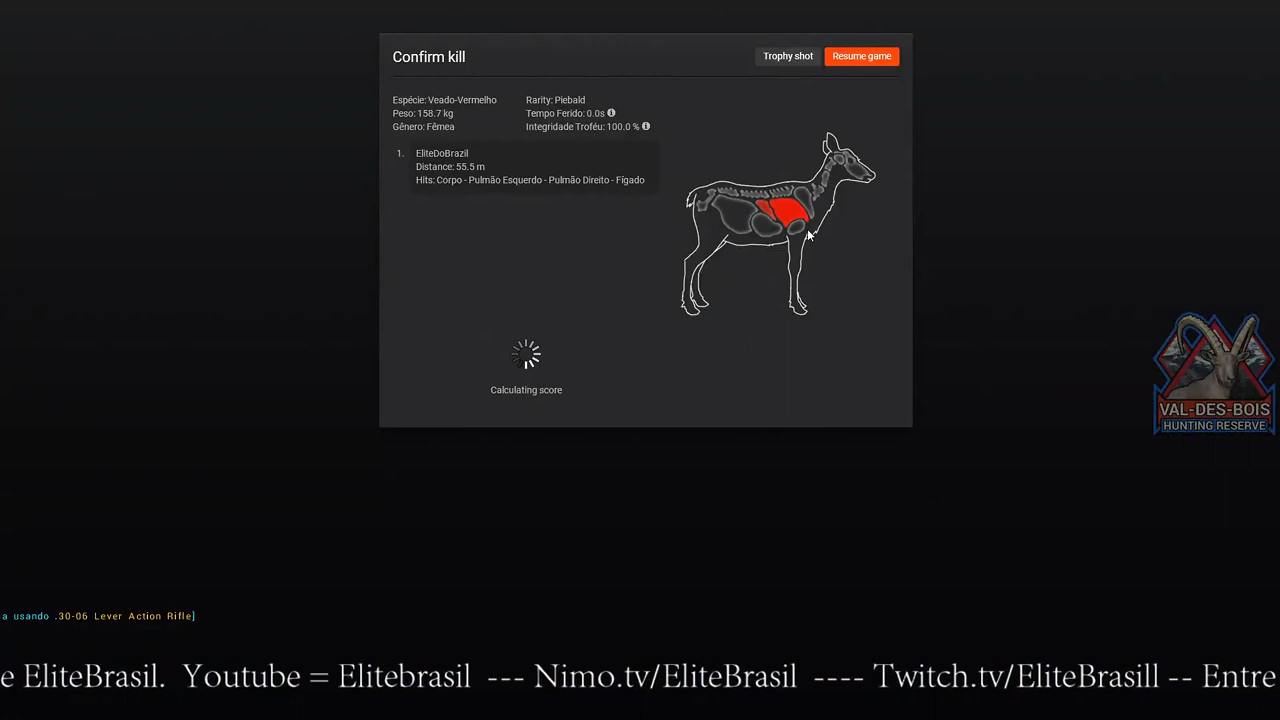 Confirm kill
Trophy shot
Resume game
Espécie: Veado-Vermelho
Peso: 158.7 kg
Gênero: Fêmea
Rarity: Piebald
Tempo Ferido: 0.0s
Integridade Troféu: 100.0 %
1. EliteDoBrazil
Distance: 55.5 m
Hits: Corpo - Pulmão Esquerdo - Pulmão Direito - Fígado
Calculating score
VAL-DES-BOIS
HUNTING RESERVE
a usando .30-06 Lever Action Rifle]
e EliteBrasil. Youtube = Elitebrasil --- Nimo.tv/EliteBrasil ---- Twitch.tv/EliteBrasill -- Entre